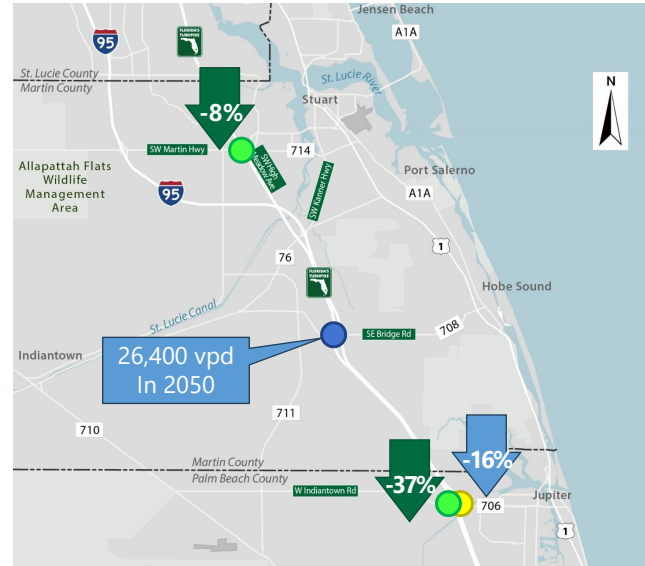 Jensen Beach
FLORIDA'S
TURNPIKE
95
A1A
St. Lucie County
Martin County
St. Lucie River
N
-8%
Stuart
SW Martin Hwy
714
SW High
Meadow Ave
Allapattah Flats
Wildlife
Management
Area
Port Salerno
95
SW Kanner Hwy
A1A
1
76
FLORIDA'S
TURNPIKE
Hobe Sound
St. Lucie Canal
708
SE Bridge Rd
26,400 vpd
In 2050
Indiantown
711
710
Martin County
Palm Beach County
-37%
-16%
W Indiantown Rd
Jupiter
706
1